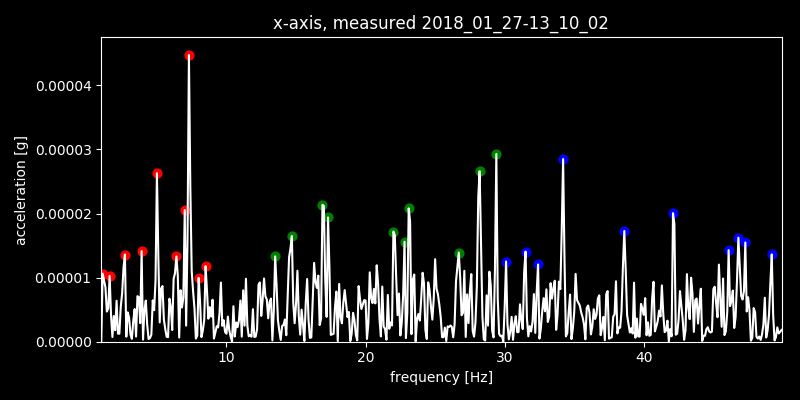 x-axis, measured 2018_01_27-13_10_02
acceleration [g]
0.00004
0.00003
0.00002
0.00001
0.00000
10 20 30 40
frequency [Hz]